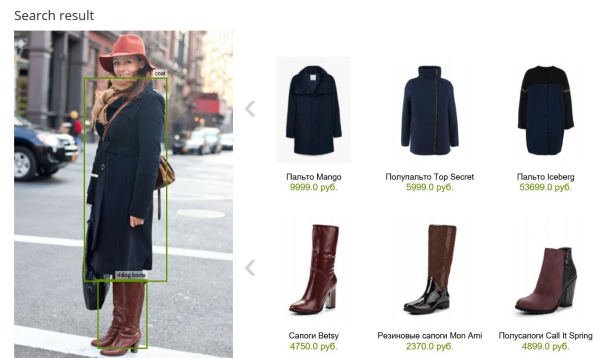 Search result
coat
Пальто Mango
9999.0 руб.
Полупальто Top Secret
5999.0 руб.
Пальто Iceberg
53699.0 руб.
riding boots
Сапоги Betsy
4750.0 руб.
Резиновые сапоги Mon Ami
2370.0 руб.
Полусапоги Call It Spring
4899.0 руб.